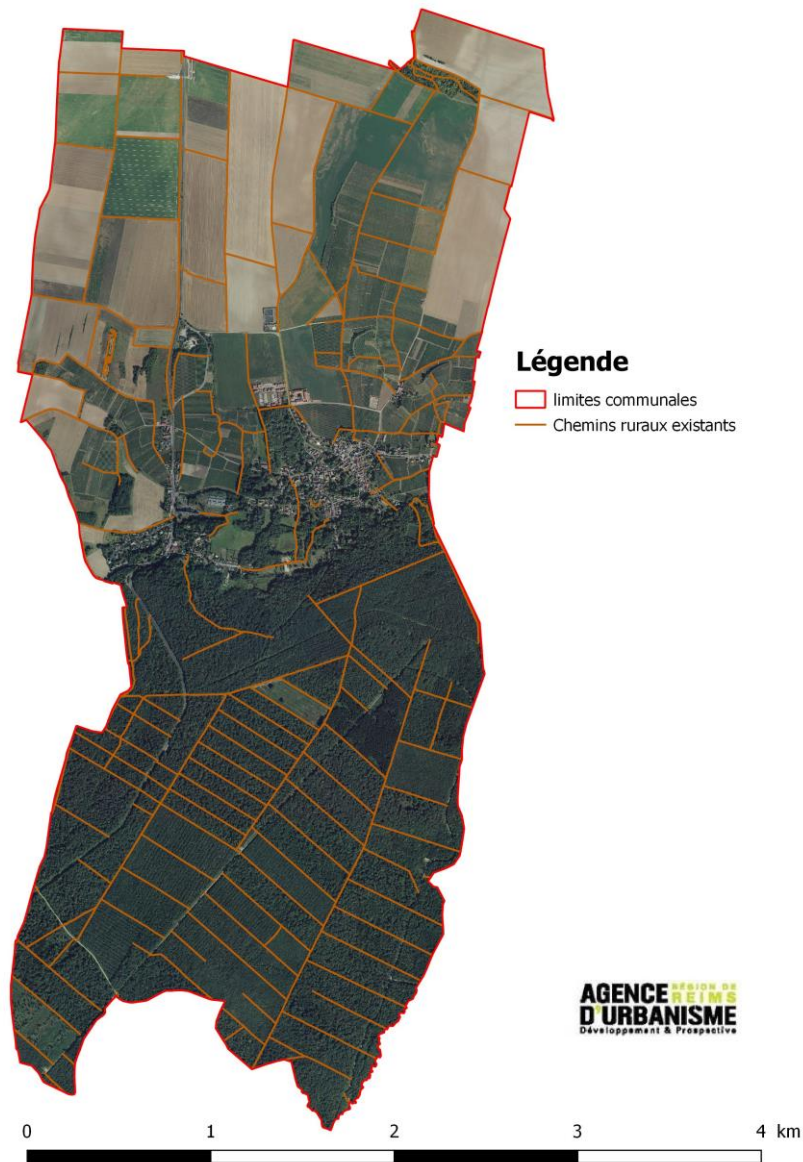 Légende
limites communales
Chemins ruraux existants
AGENCE RÉGION DE REIMS
D'URBANISME
Développement & Prospective
0 1 2 3 4 km